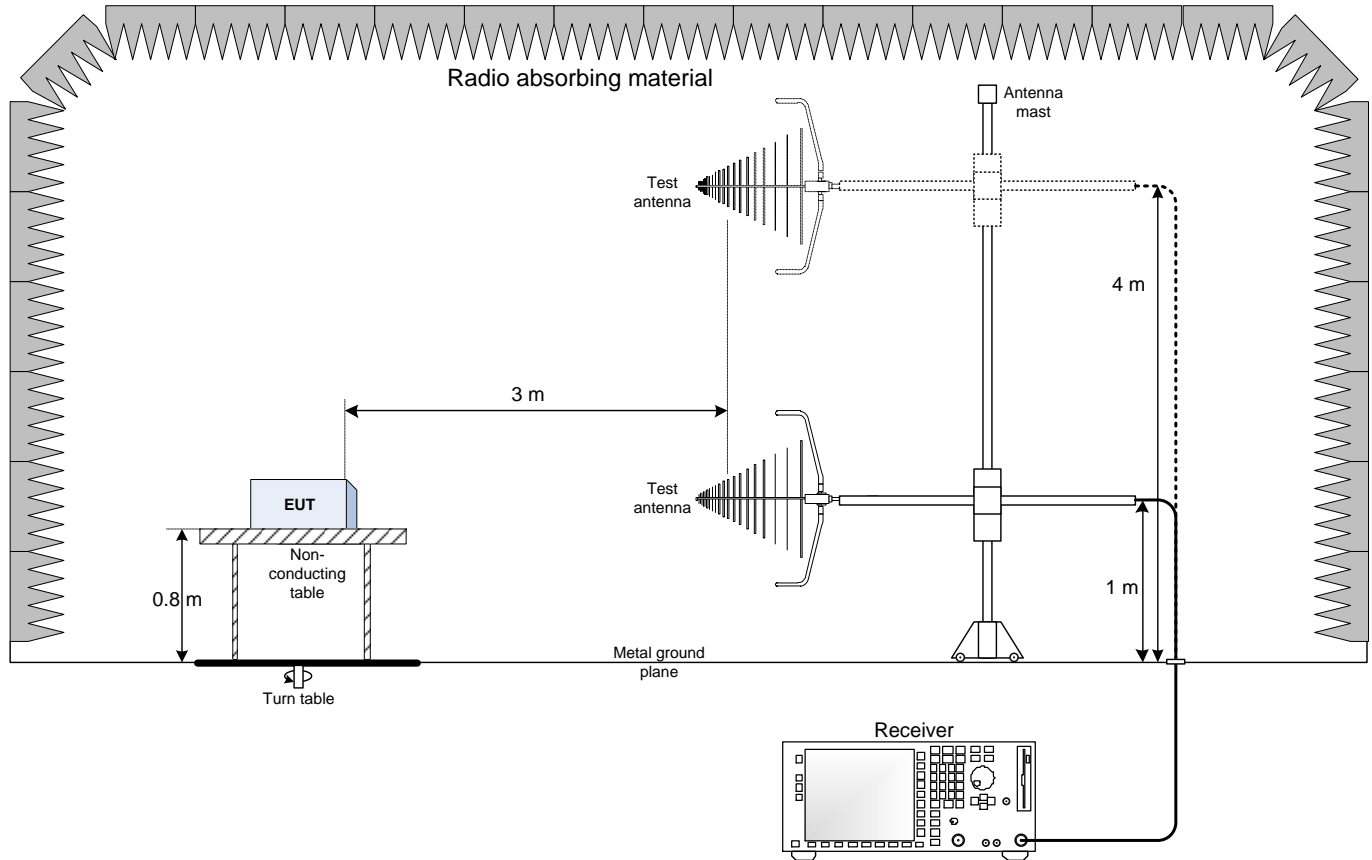 Radio absorbing material
Antenna
mast
Test
antenna
4 m
3 m
Test
antenna
EUT
Non-
conducting
table
0.8 m
1 m
Metal ground
plane
Turn table
Receiver